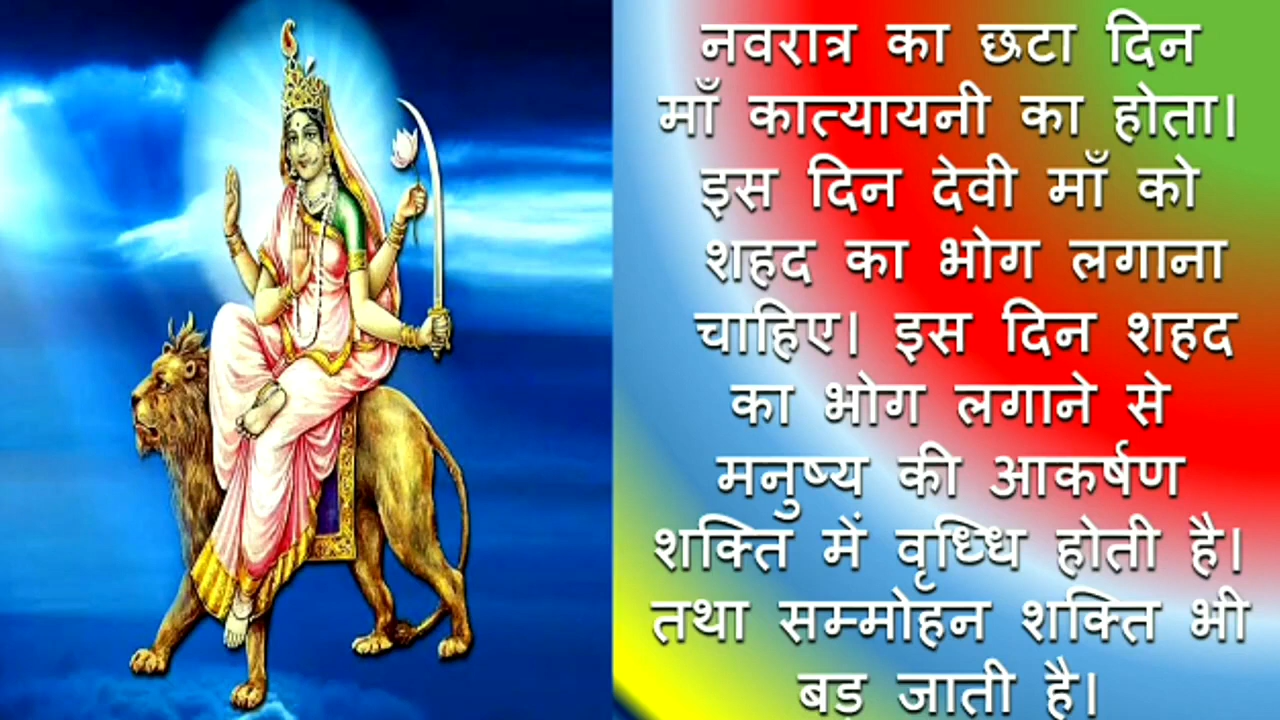 नवरात्र का छटा दिन
माँ कात्यायनी का होता।
इस दिन देवी माँ को
शहद का भोग लगाना
चाहिए। इस दिन शहद
का भोग लगाने से
मनुष्य की आकर्षण
शक्ति में वृध्धि होती है।
तथा सम्मोहन शक्ति भी
बड़ जाती है।